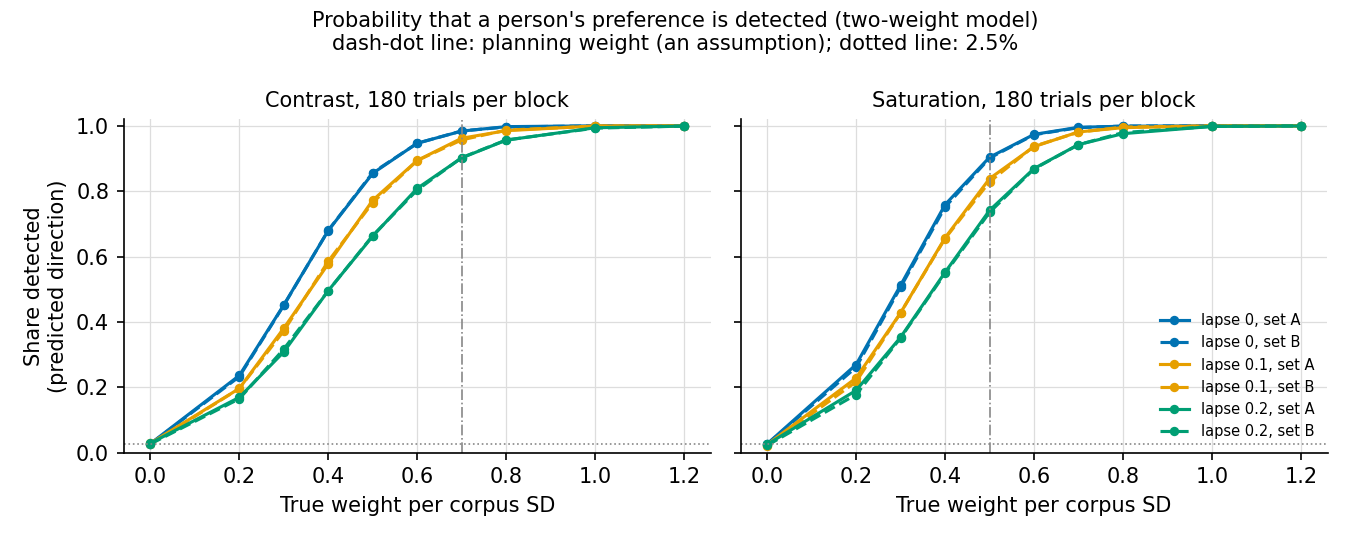 Probability that a person's preference is detected (two-weight model)
dash-dot line: planning weight (an assumption); dotted line: 2.5%
Contrast, 180 trials per block
Saturation, 180 trials per block
Share detected
(predicted direction)
1.0
0.8
0.6
0.4
0.2
0.0
0.0 0.2 0.4 0.6 0.8 1.0 1.2
True weight per corpus SD
lapse 0, set A
lapse 0, set B
lapse 0.1, set A
lapse 0.1, set B
lapse 0.2, set A
lapse 0.2, set B
0.0 0.2 0.4 0.6 0.8 1.0 1.2
True weight per corpus SD